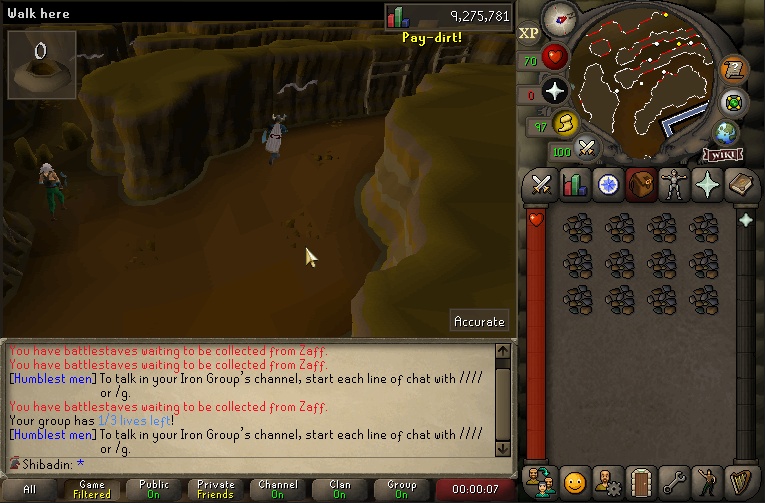 Walk here
9,275,781
Pay-dirt!
0
XP
70
0
97
100
WIKI
Accurate
You have battlestaves waiting to be collected from Zaff.
You have battlestaves waiting to be collected from Zaff.
[Humblest men] To talk in your Iron Group's channel, start each line of chat with ////
or /g.
You have battlestaves waiting to be collected from Zaff.
Your group has 1/3 lives left!
[Humblest men] To talk in your Iron Group's channel, start each line of chat with ////
or /g.
Shibadin: *
All
Game
Filtered
Public
On
Private
Friends
Channel
On
Clan
On
Group
On
00:00:07